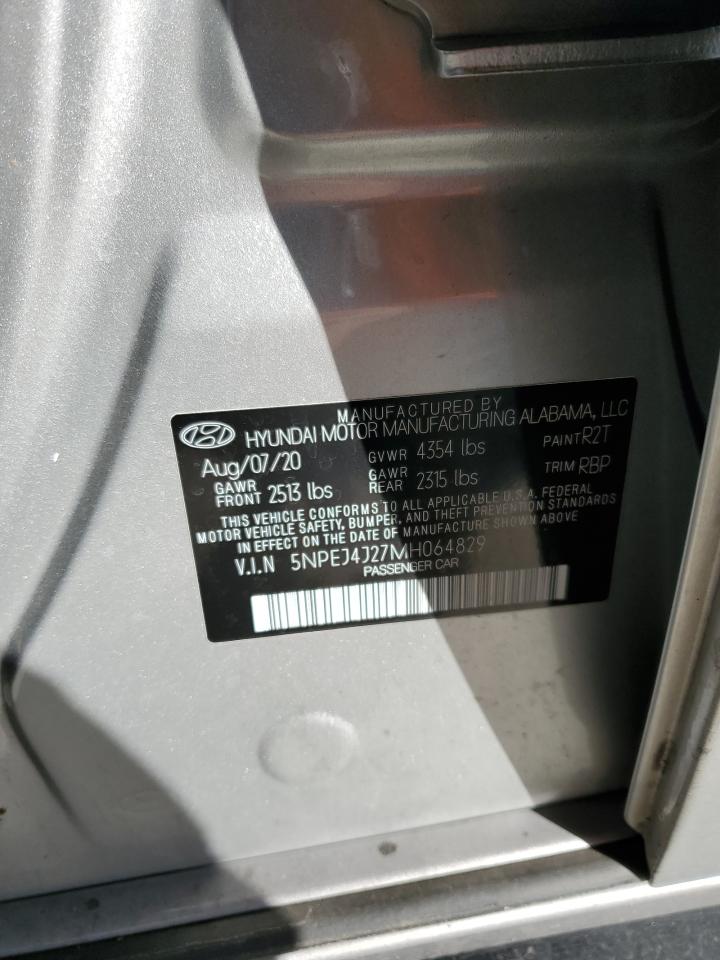 MANUFACTURED BY
HYUNDAI MOTOR MANUFACTURING ALABAMA, LLC
Aug/07/20 GVWR 4354 lbs PAINT R2T
GAWR FRONT 2513 lbs GAWR REAR 2315 lbs TRIM RBP
THIS VEHICLE CONFORMS TO ALL APPLICABLE U.S.A. FEDERAL
MOTOR VEHICLE SAFETY, BUMPER, AND THEFT PREVENTION STANDARDS
IN EFFECT ON THE DATE OF MANUFACTURE SHOWN ABOVE
V.I.N 5NPEJ4J27MH064829
PASSENGER CAR